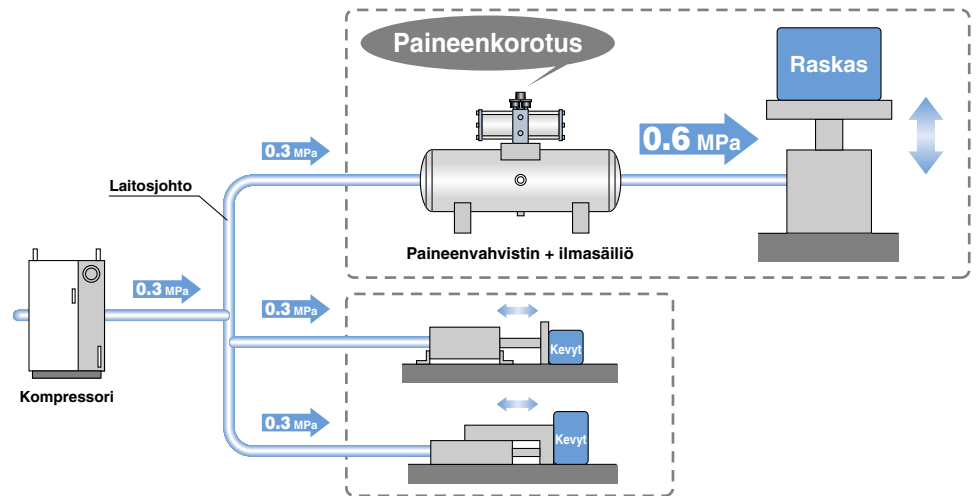 Paineenkorotus
Raskas
0.3 MPa
0.6 MPa
Laitosjohto
Paineenvahvistin + ilmasäiliö
0.3 MPa
0.3 MPa
Kevyt
Kompressori
0.3 MPa
Kevyt